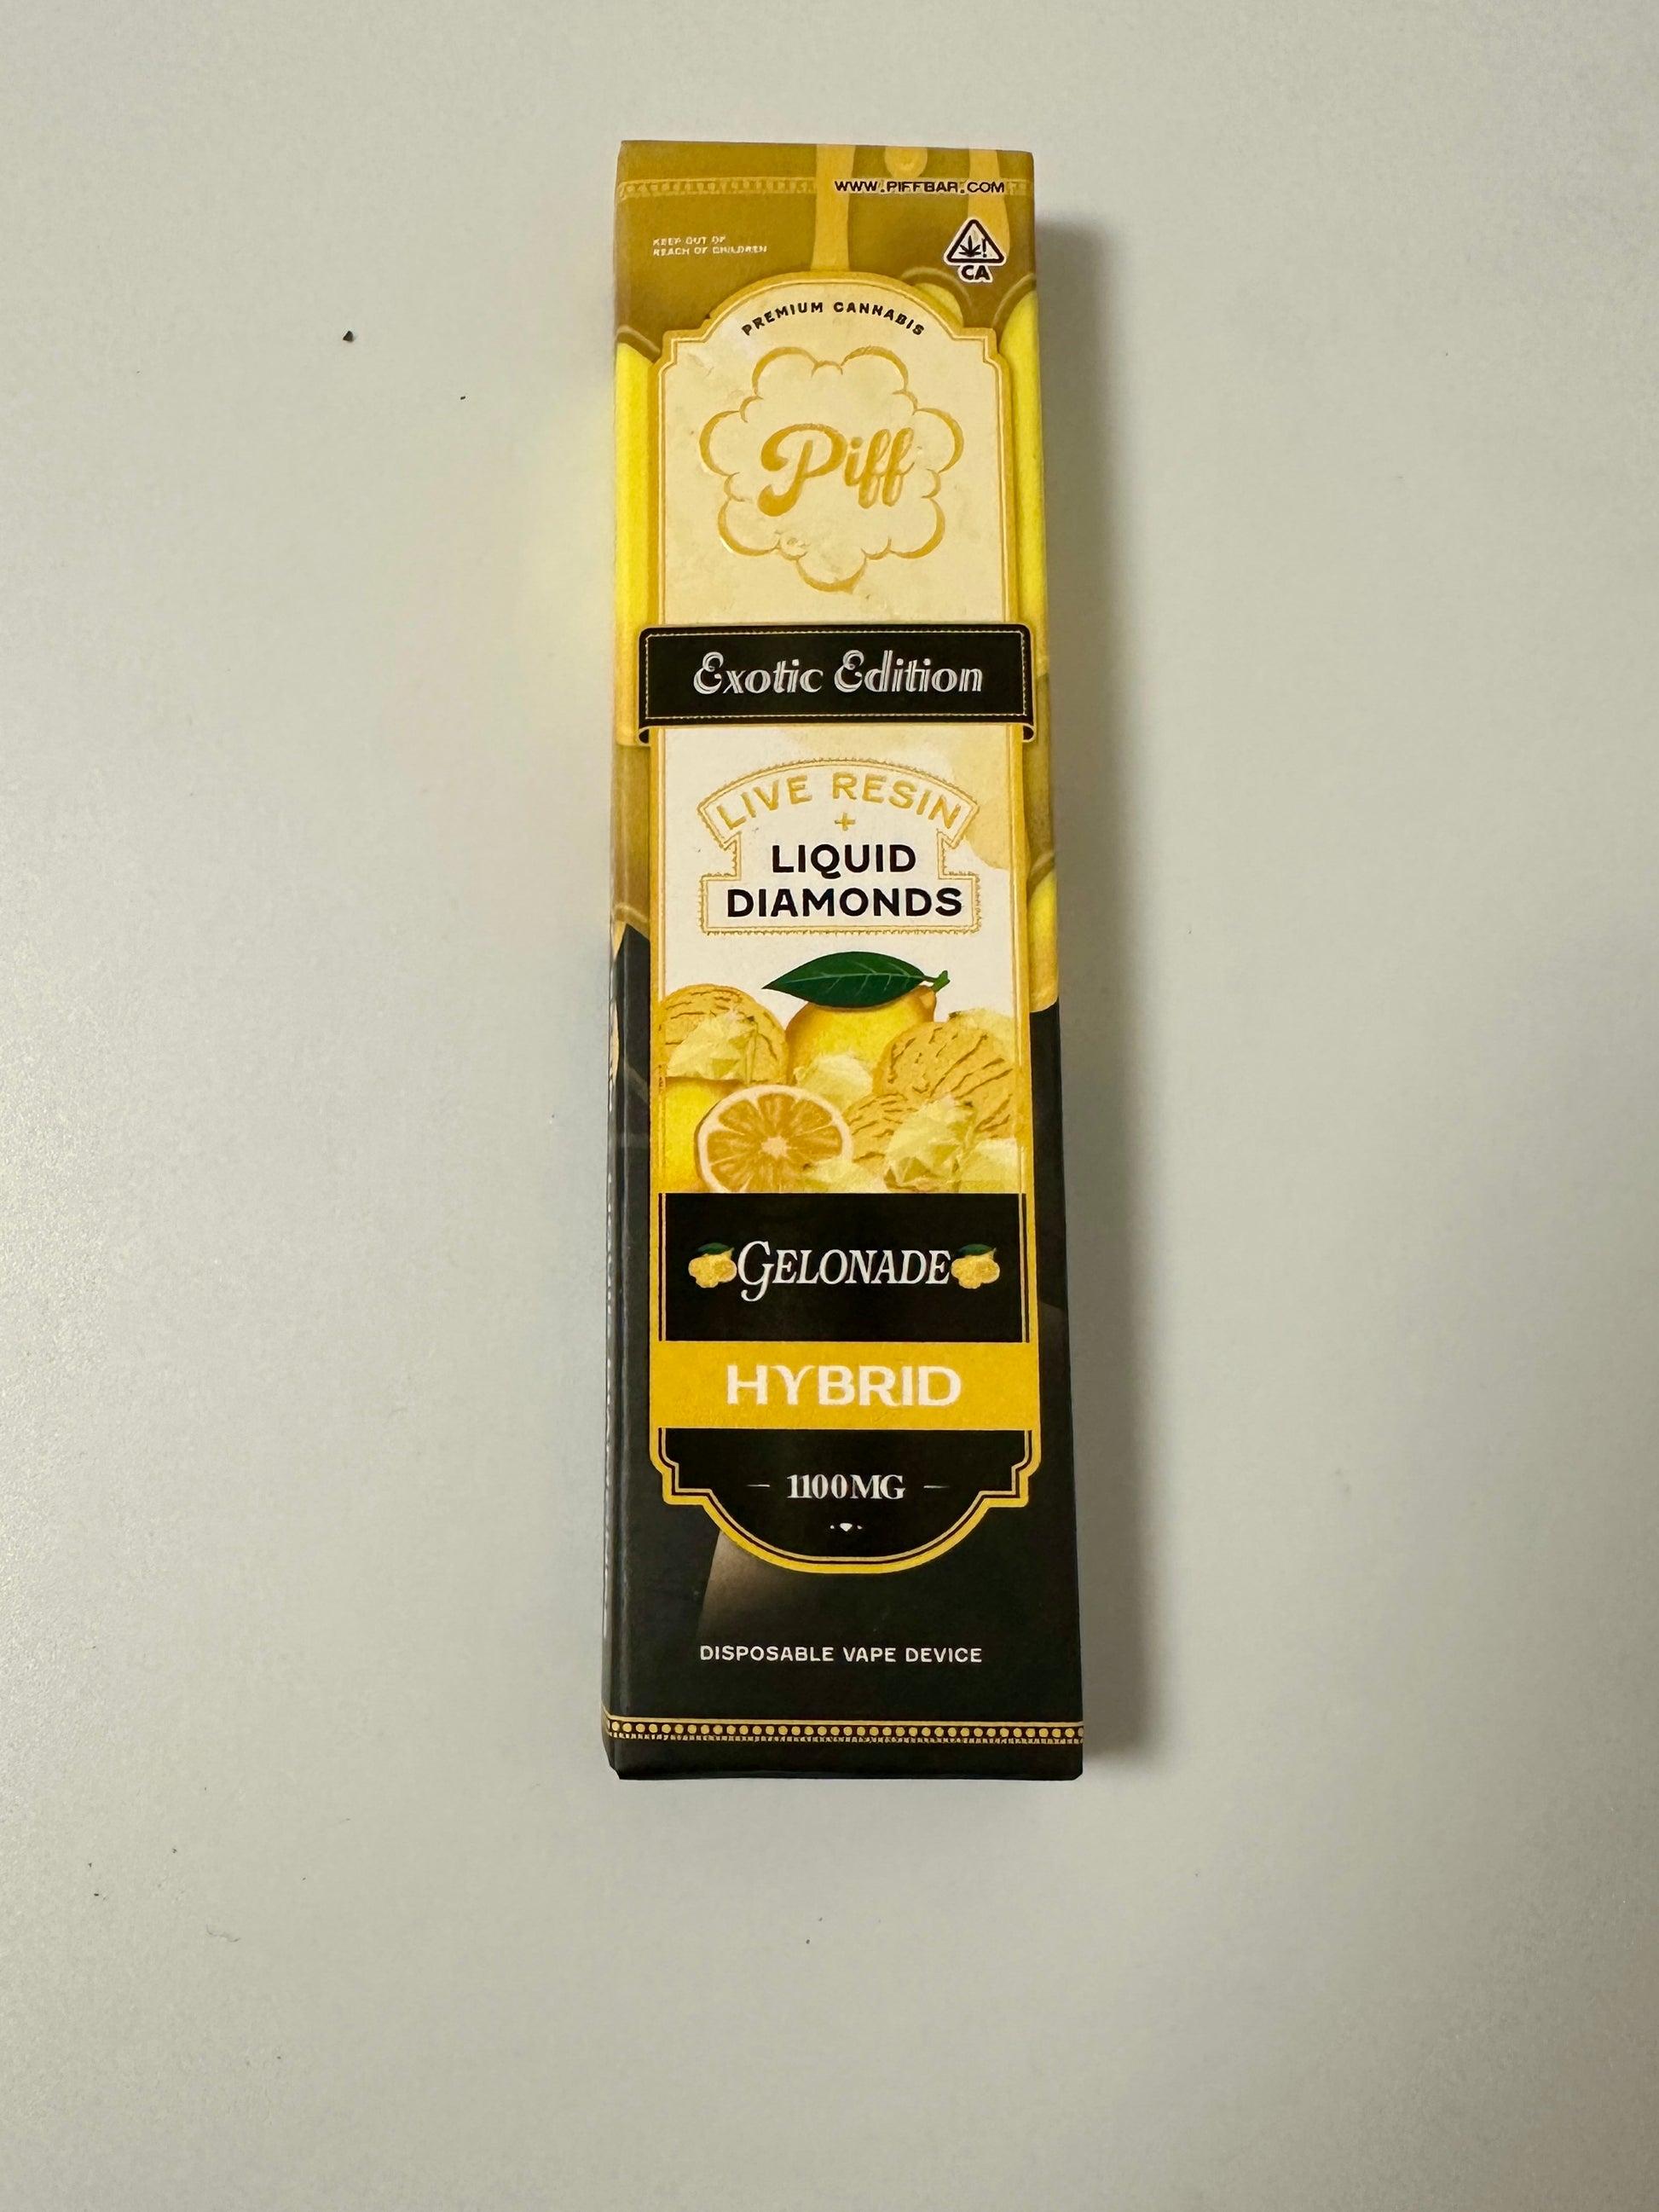 WWW.PIFFBAR.COM
KEEP OUT OF
REACH OF CHILDREN
CA
PREMIUM CANNABIS
Piff
Exotic Edition
LIVE RESIN
+
LIQUID
DIAMONDS
GELONADE
HYBRID
1100MG
DISPOSABLE VAPE DEVICE